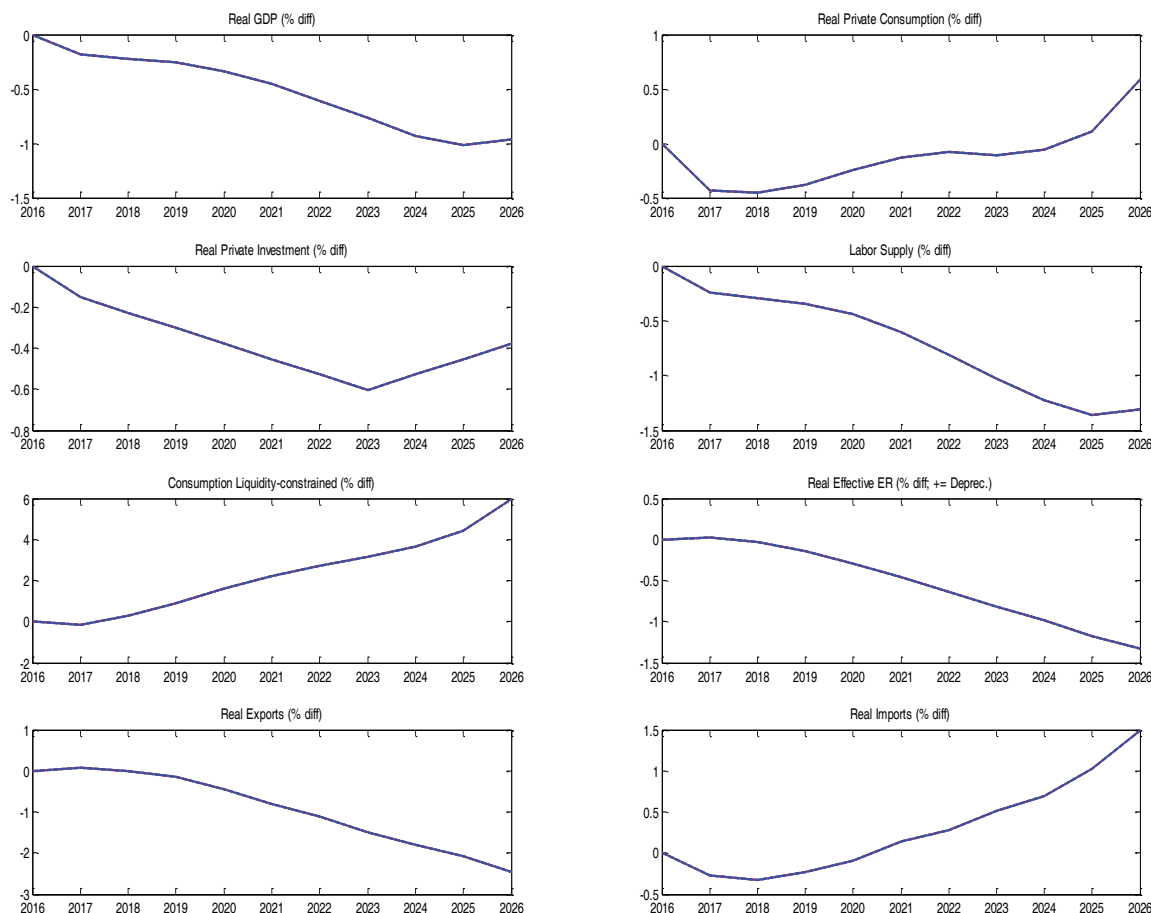 Real GDP (% diff)
0
-0.5
-1
-1.5
2016 2017 2018 2019 2020 2021 2022 2023 2024 2025 2026
Real Private Consumption (% diff)
1
0.5
0
-0.5
2016 2017 2018 2019 2020 2021 2022 2023 2024 2025 2026
Real Private Investment (% diff)
0
-0.2
-0.4
-0.6
-0.8
2016 2017 2018 2019 2020 2021 2022 2023 2024 2025 2026
Labor Supply (% diff)
0
-0.5
-1
-1.5
2016 2017 2018 2019 2020 2021 2022 2023 2024 2025 2026
Consumption Liquidity-constrained (% diff)
6
4
2
0
-2
2016 2017 2018 2019 2020 2021 2022 2023 2024 2025 2026
Real Effective ER (% diff; += Deprec.)
0.5
0
-0.5
-1
-1.5
2016 2017 2018 2019 2020 2021 2022 2023 2024 2025 2026
Real Exports (% diff)
1
0
-1
-2
-3
2016 2017 2018 2019 2020 2021 2022 2023 2024 2025 2026
Real Imports (% diff)
1.5
1
0.5
0
-0.5
2016 2017 2018 2019 2020 2021 2022 2023 2024 2025 2026